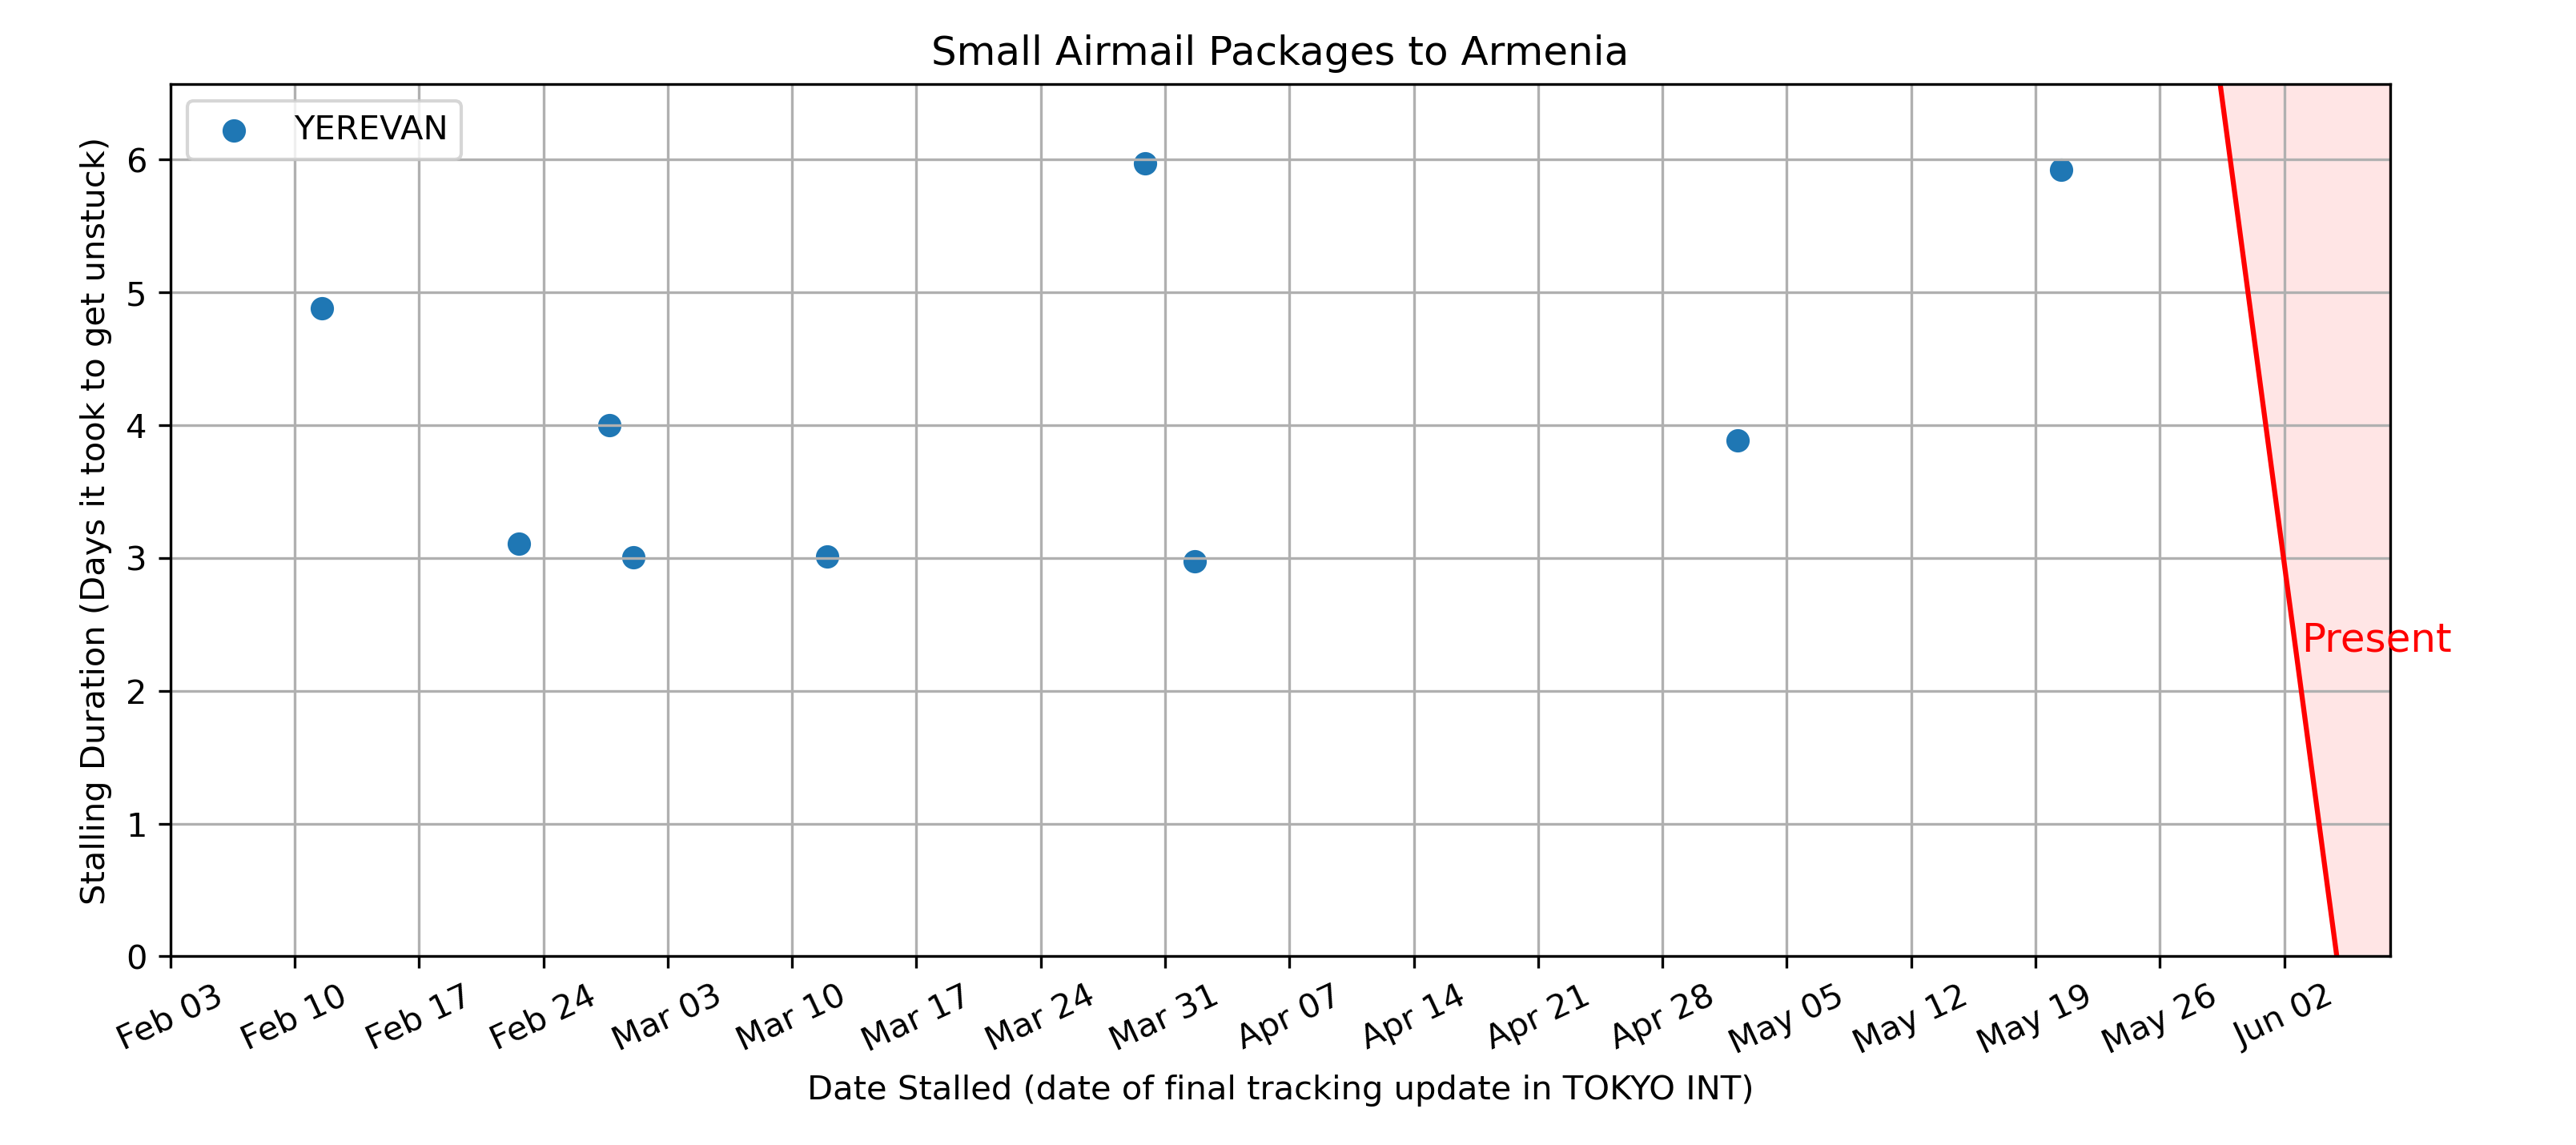 Small Airmail Packages to Armenia
YEREVAN
Stalling Duration (Days it took to get unstuck)
6
5
4
3
2
1
0
Present
Feb 03
Feb 10
Feb 17
Feb 24
Mar 03
Mar 10
Mar 17
Mar 24
Mar 31
Apr 07
Apr 14
Apr 21
Apr 28
May 05
May 12
May 19
May 26
Jun 02
Date Stalled (date of final tracking update in TOKYO INT)